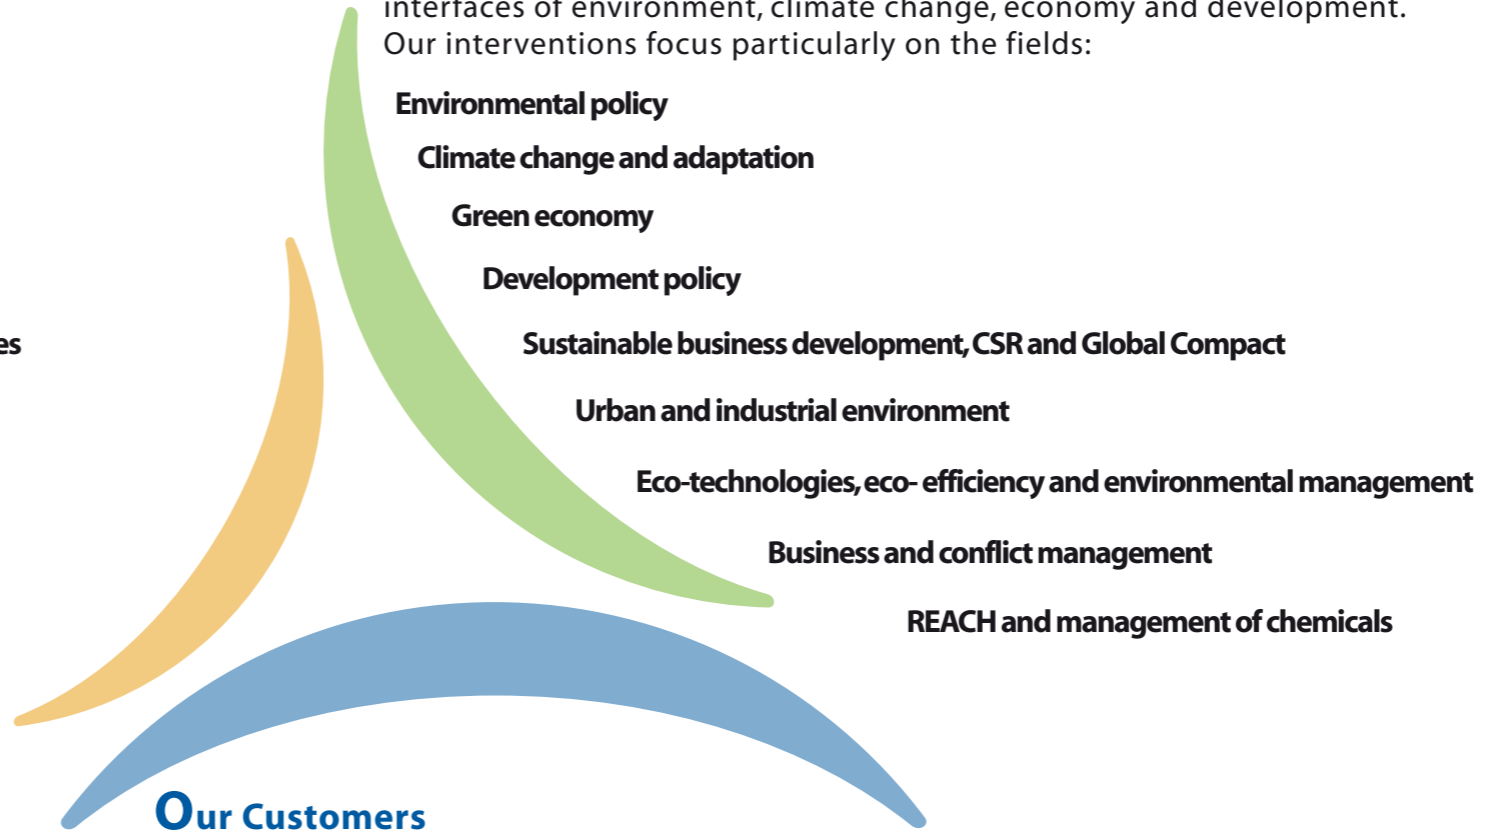 interfaces of environment, climate change, economy and development.
Our interventions focus particularly on the fields:
Environmental policy
Climate change and adaptation
Green economy
Development policy
es
Sustainable business development, CSR and Global Compact
Urban and industrial environment
Eco-technologies, eco- efficiency and environmental management
Business and conflict management
REACH and management of chemicals
Our Customers